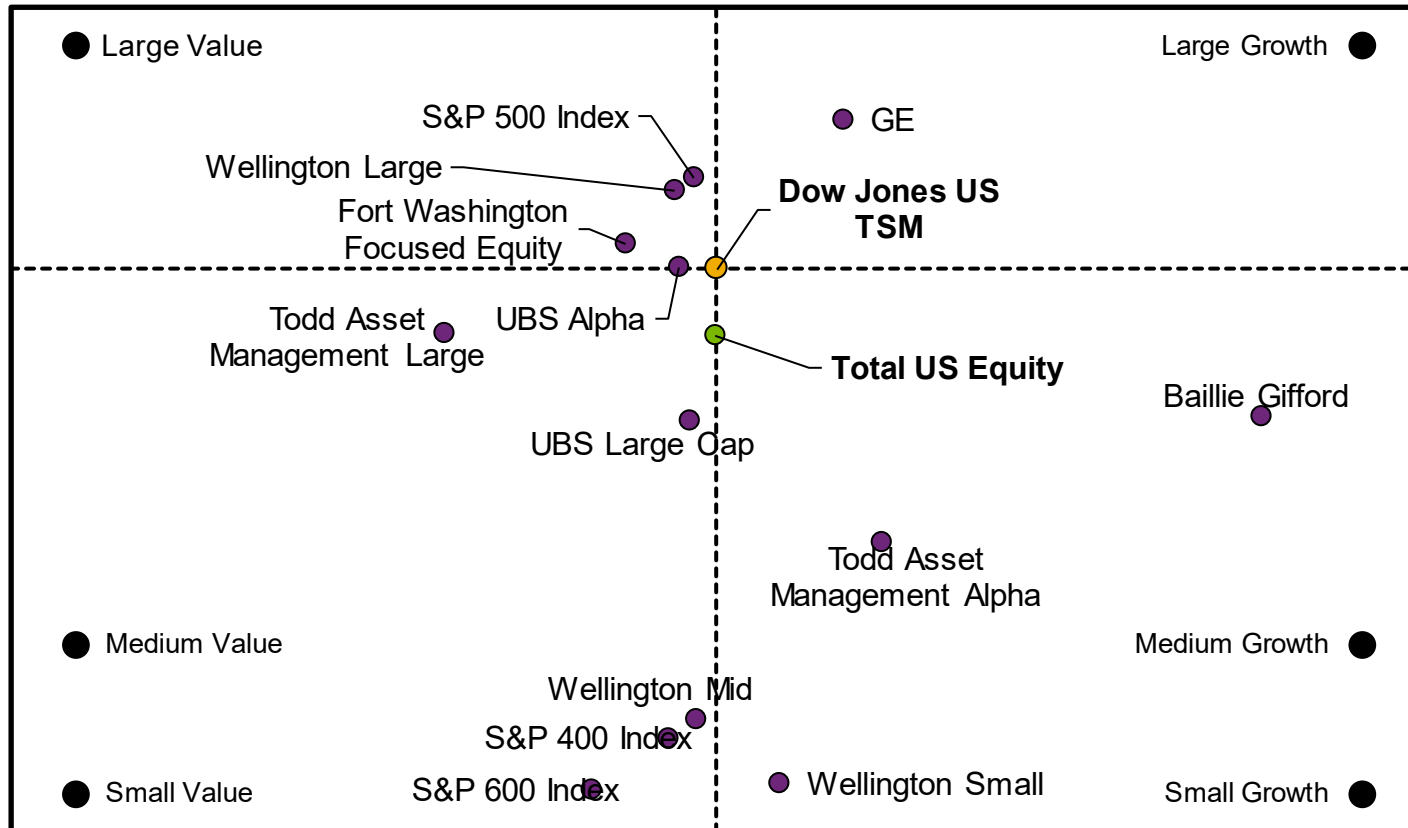 Large Value
Large Growth
S&P 500 Index
GE
Wellington Large
Dow Jones US
TSM
Fort Washington
Focused Equity
Todd Asset
Management Large
UBS Alpha
Total US Equity
Baillie Gifford
UBS Large Cap
Todd Asset
Management Alpha
Medium Value
Medium Growth
Wellington Mid
S&P 400 Index
S&P 600 Index
Wellington Small
Small Value
Small Growth